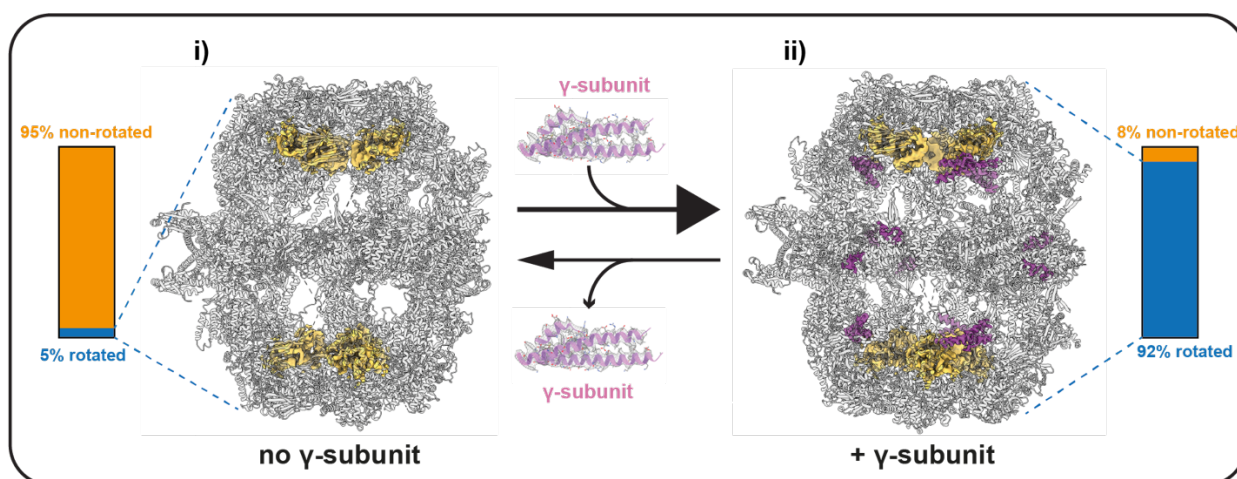 i)
ii)
γ-subunit
95% non-rotated
8% non-rotated
5% rotated
92% rotated
γ-subunit
no γ-subunit
+ γ-subunit